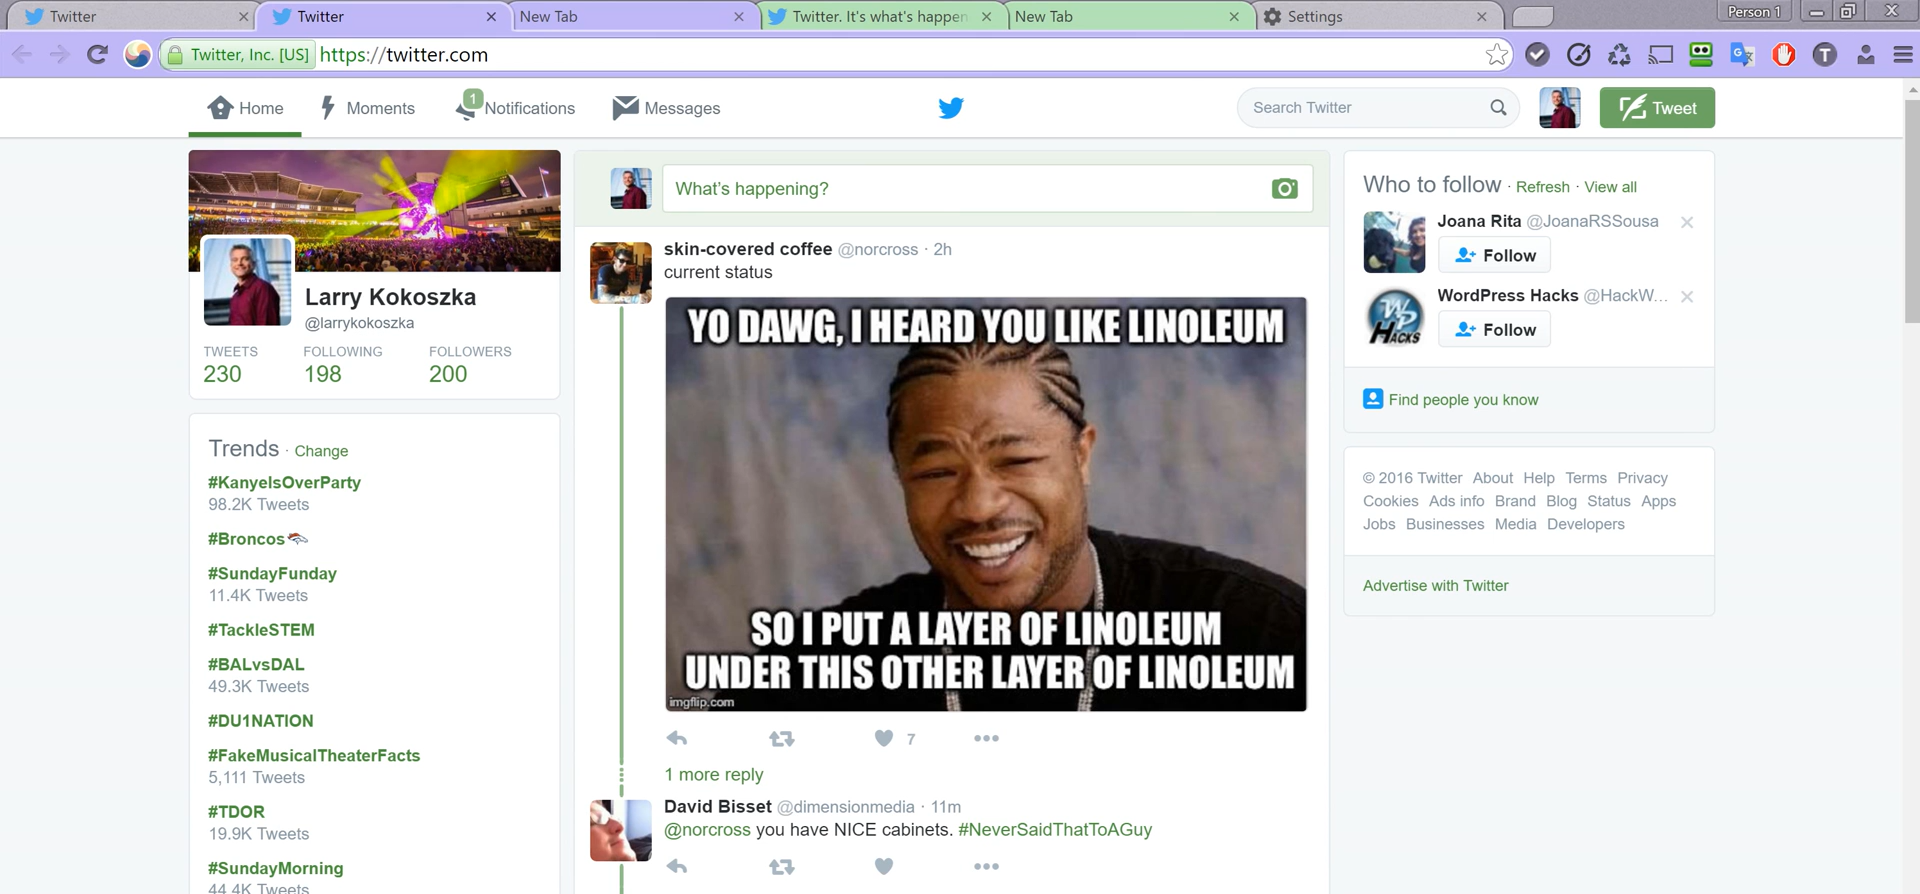 Twitter
Twitter
New Tab
Twitter. It's what's happen
New Tab
Settings
Person 1
Twitter, Inc. [US]
https://twitter.com
T
Home
Moments
1
Notifications
Messages
Search Twitter
Tweet
Larry Kokoszka
@larrykokoszka
TWEETS FOLLOWING FOLLOWERS
230 198 200
Trends · Change
#KanyeIsOverParty
98.2K Tweets
#Broncos
#SundayFunday
11.4K Tweets
#TackleSTEM
#BALvsDAL
49.3K Tweets
#DU1NATION
#FakeMusicalTheaterFacts
5,111 Tweets
#TDOR
19.9K Tweets
#SundayMorning
44.4K Tweets
What's happening?
skin-covered coffee @norcross · 2h
current status
YO DAWG, I HEARD YOU LIKE LINOLEUM
SO I PUT A LAYER OF LINOLEUM
UNDER THIS OTHER LAYER OF LINOLEUM
imgflip.com
7
1 more reply
David Bisset @dimensionmedia · 11m
@norcross you have NICE cabinets. #NeverSaidThatToAGuy
Who to follow · Refresh · View all
Joana Rita @JoanaRSSousa
Follow
WordPress Hacks @HackW...
WP
HACKS
Follow
Find people you know
© 2016 Twitter About Help Terms Privacy
Cookies Ads info Brand Blog Status Apps
Jobs Businesses Media Developers
Advertise with Twitter